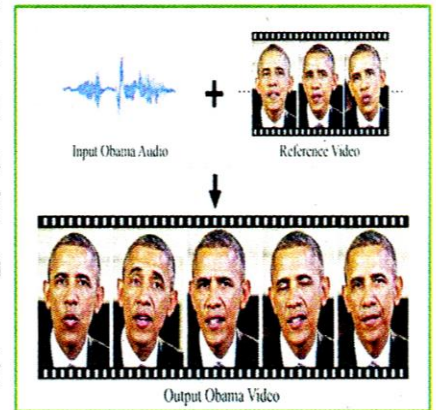 Input Obama Audio
+
Reference Video
Output Obama Video